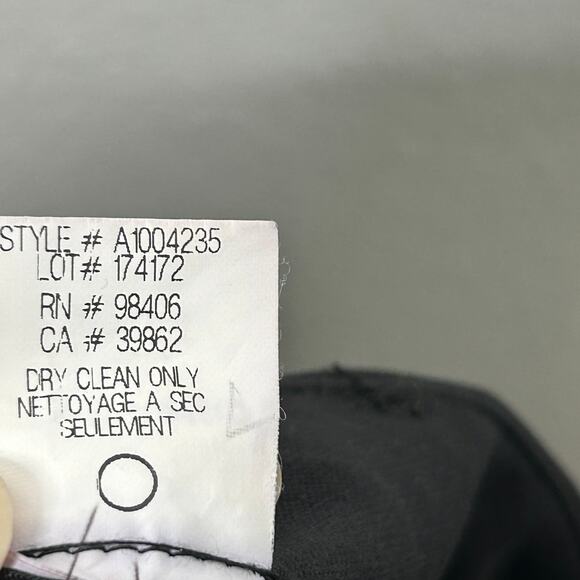 STYLE # A1004235
LOT# 174172
RN # 98406
CA # 39862
DRY CLEAN ONLY
NETTOYAGE A SEC
SEULEMENT